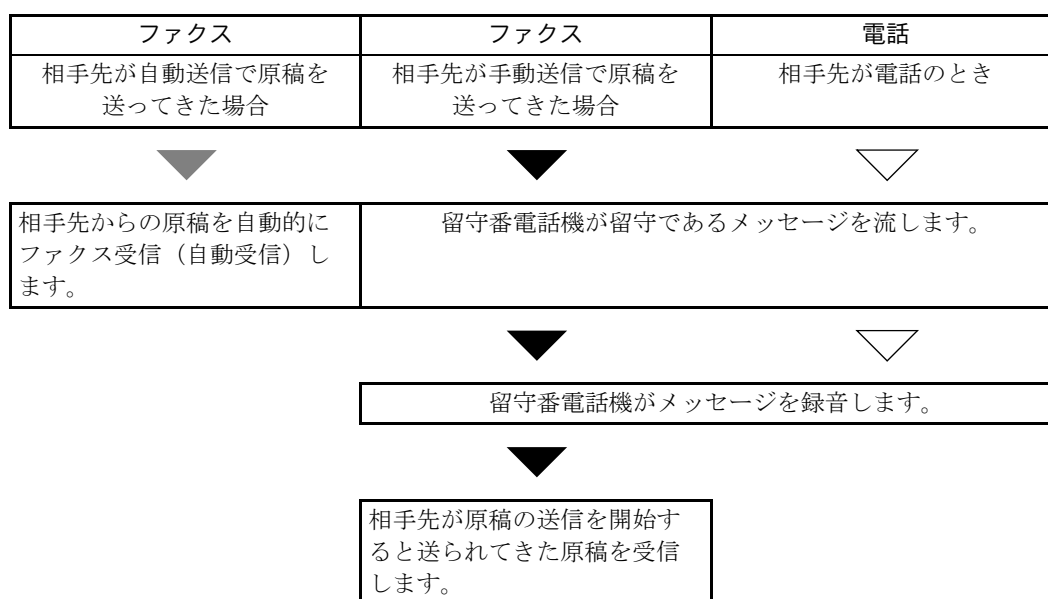 ファクス
ファクス
電話
相手先が自動送信で原稿を
送ってきた場合
相手先が手動送信で原稿を
送ってきた場合
相手先が電話のとき
相手先からの原稿を自動的に
ファクス受信（自動受信）し
ます。
留守番電話機が留守であるメッセージを流します。
留守番電話機がメッセージを録音します。
相手先が原稿の送信を開始す
ると送られてきた原稿を受信
します。